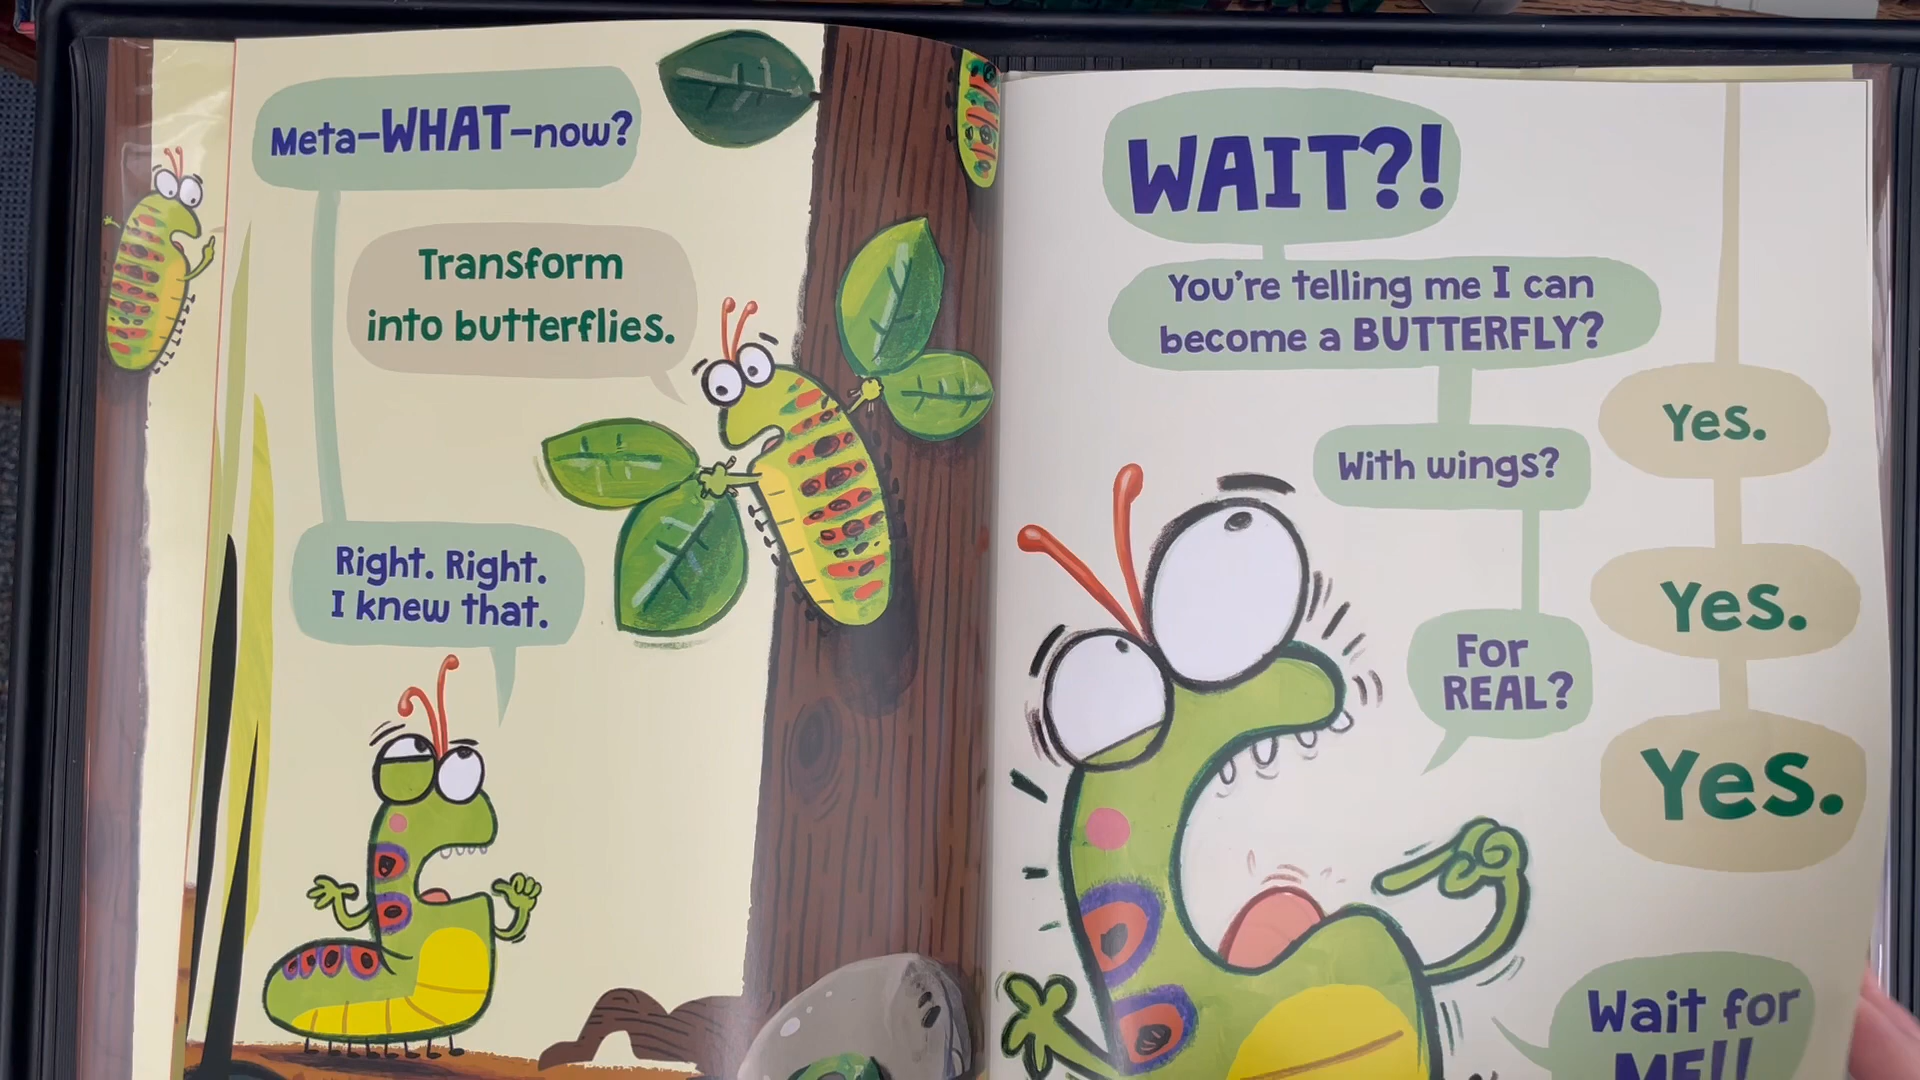 Meta-WHAT-now?
Transform
into butterflies.
Right. Right.
I knew that.
WAIT?!
You're telling me I can
become a BUTTERFLY?
Yes.
With wings?
Yes.
For
REAL?
Yes.
Wait for
ME!!